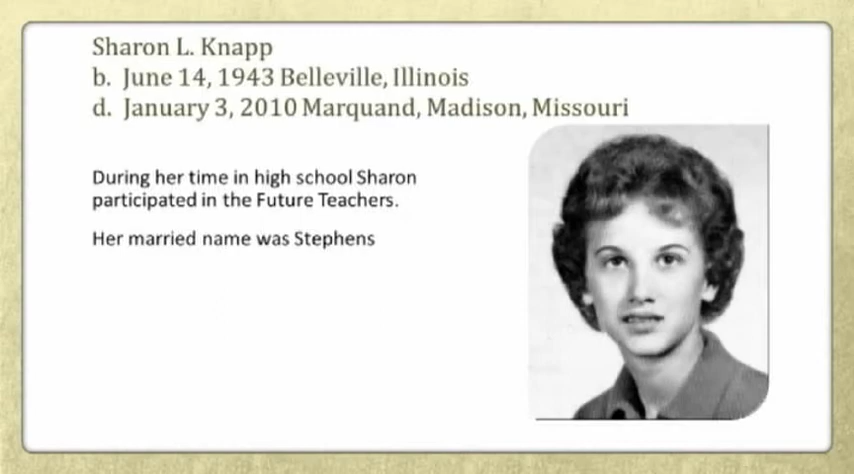 Sharon L. Knapp
b. June 14, 1943 Belleville, Illinois
d. January 3, 2010 Marquand, Madison, Missouri
During her time in high school Sharon
participated in the Future Teachers.
Her married name was Stephens